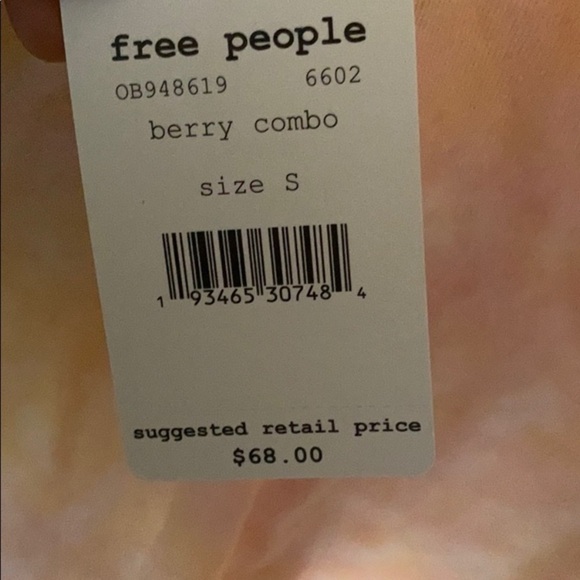 free people
OB948619 6602
berry combo
size S
1 93465 30748 4
suggested retail price
$68.00